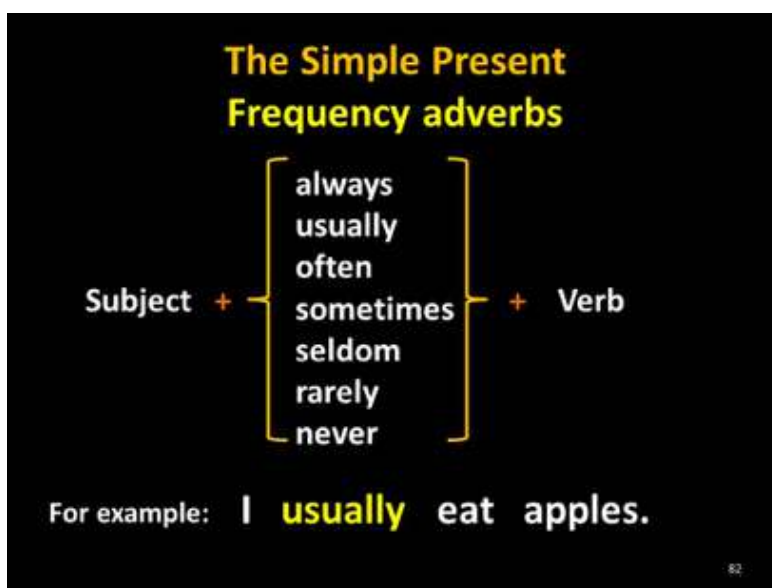 The Simple Present
Frequency adverbs
always
usually
often
Subject + sometimes + Verb
seldom
rarely
never
For example: I usually eat apples.
82